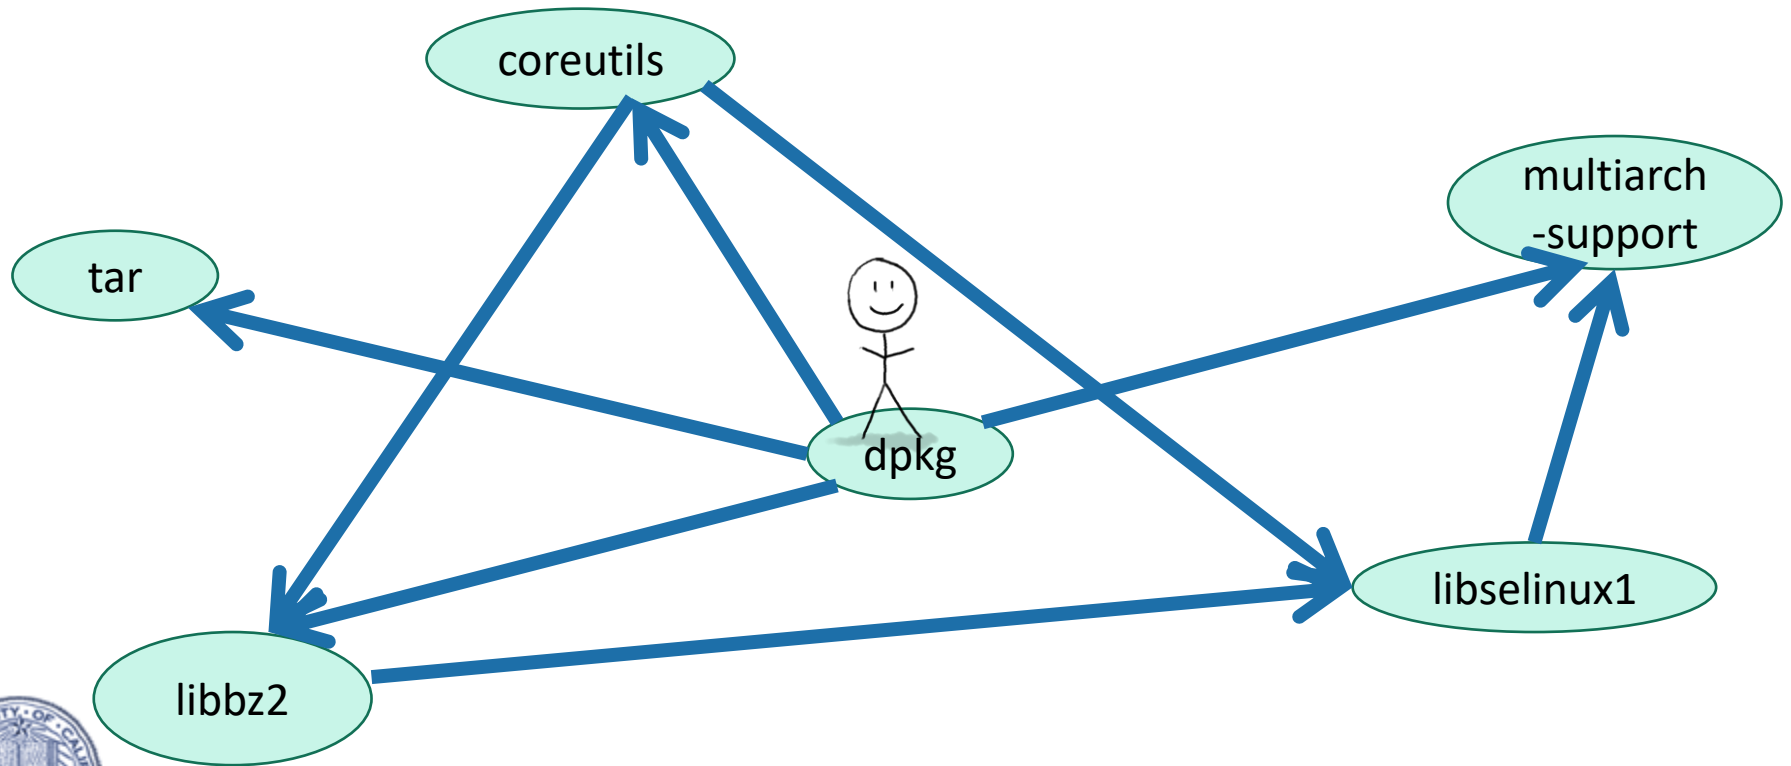 coreutils
multiarch
-support
tar
dpkg
libselinux1
libbz2